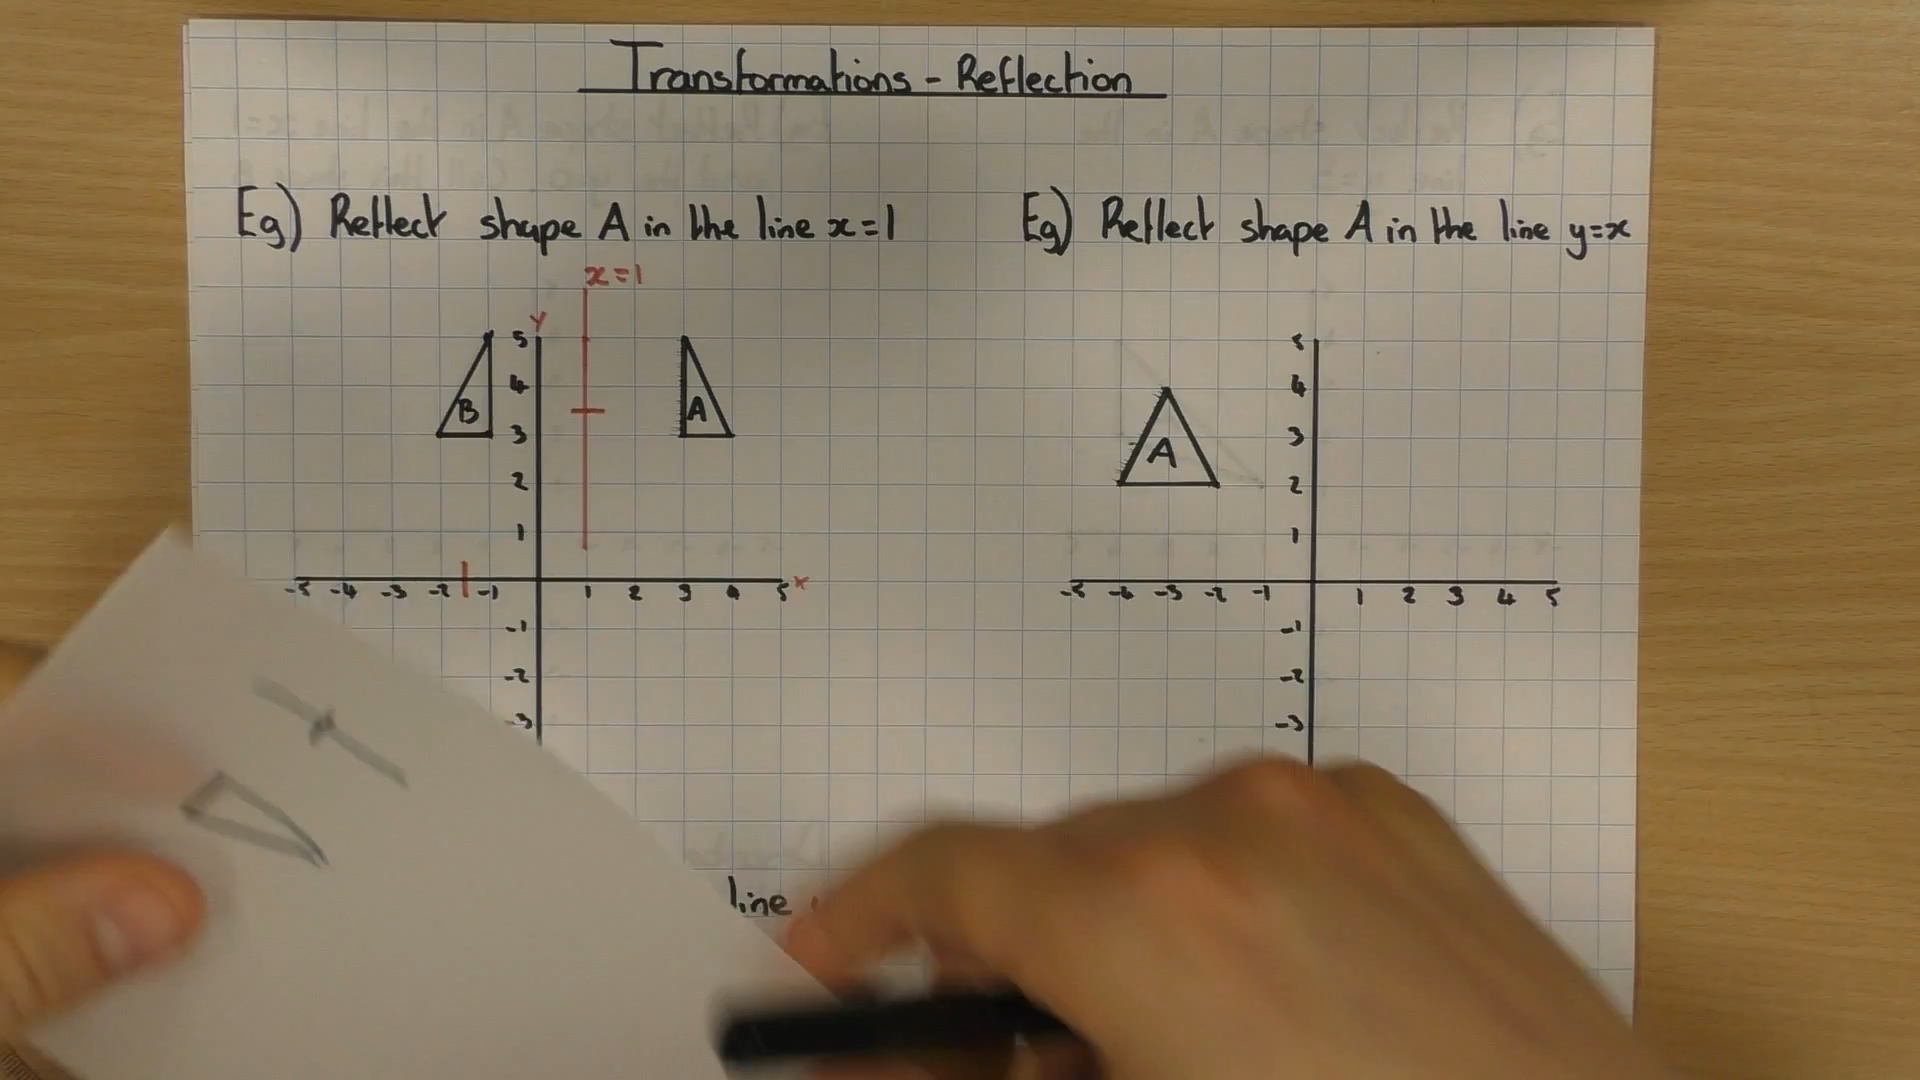 Transformations - Reflection
Eg) Reflect shape A in the line x=1
x=1
y
5
4
B
A
3
2
1
-5 -4 -3 -2 -1 1 2 3 4 5 x
-1
-2
-3
line
Eg) Reflect shape A in the line y=x
5
4
3
A
2
1
-5 -4 -3 -2 -1 1 2 3 4 5
-1
-2
-3